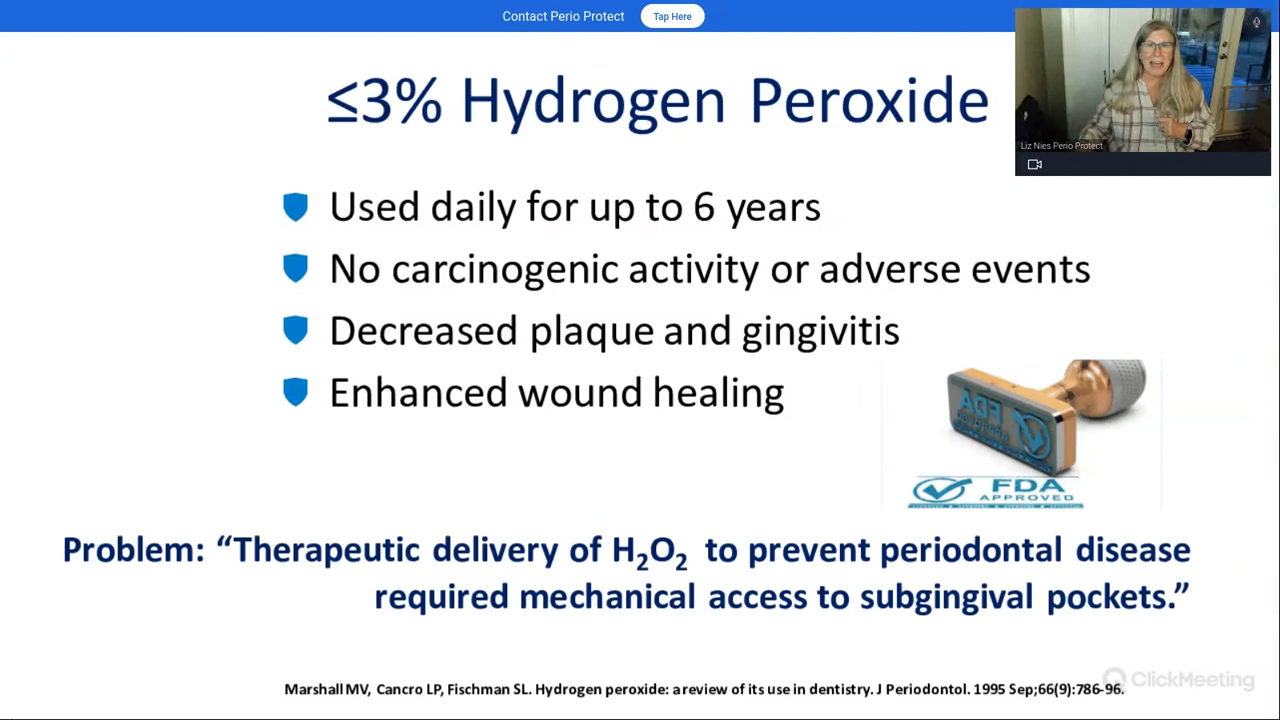 Contact Perio Protect Tap Here
≤3% Hydrogen Peroxide
Liz Nies Perio Protect
Used daily for up to 6 years
No carcinogenic activity or adverse events
Decreased plaque and gingivitis
Enhanced wound healing
FDA
FDA
APPROVED
Problem: “Therapeutic delivery of H₂O₂ to prevent periodontal disease
required mechanical access to subgingival pockets.”
Marshall MV, Cancro LP, Fischman SL. Hydrogen peroxide: a review of its use in dentistry. J Periodontol. 1995 Sep;66(9):786-96.
ClickMeeting